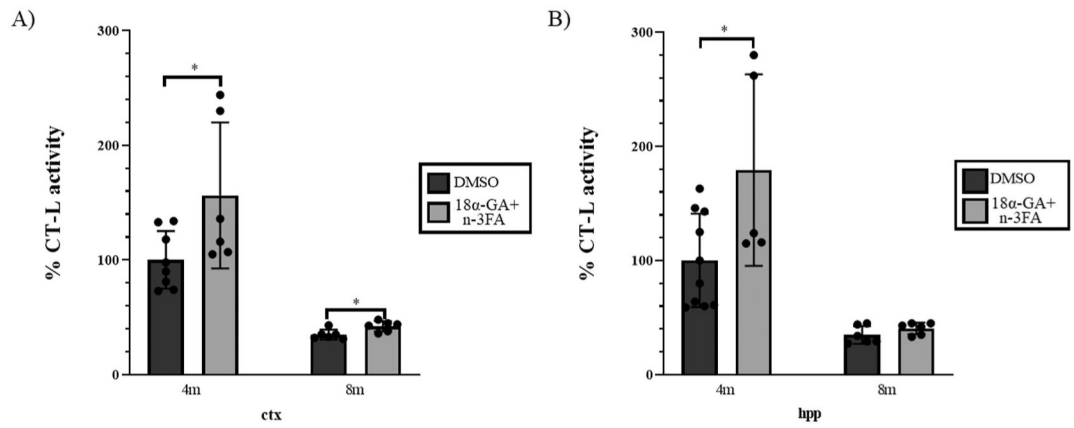 A)
300
200
100
0
% CT-L activity
*
*
4m
8m
ctx
DMSO
18α-GA+
n-3FA
B)
300
200
100
0
% CT-L activity
*
4m
8m
hpp
DMSO
18α-GA+
n-3FA